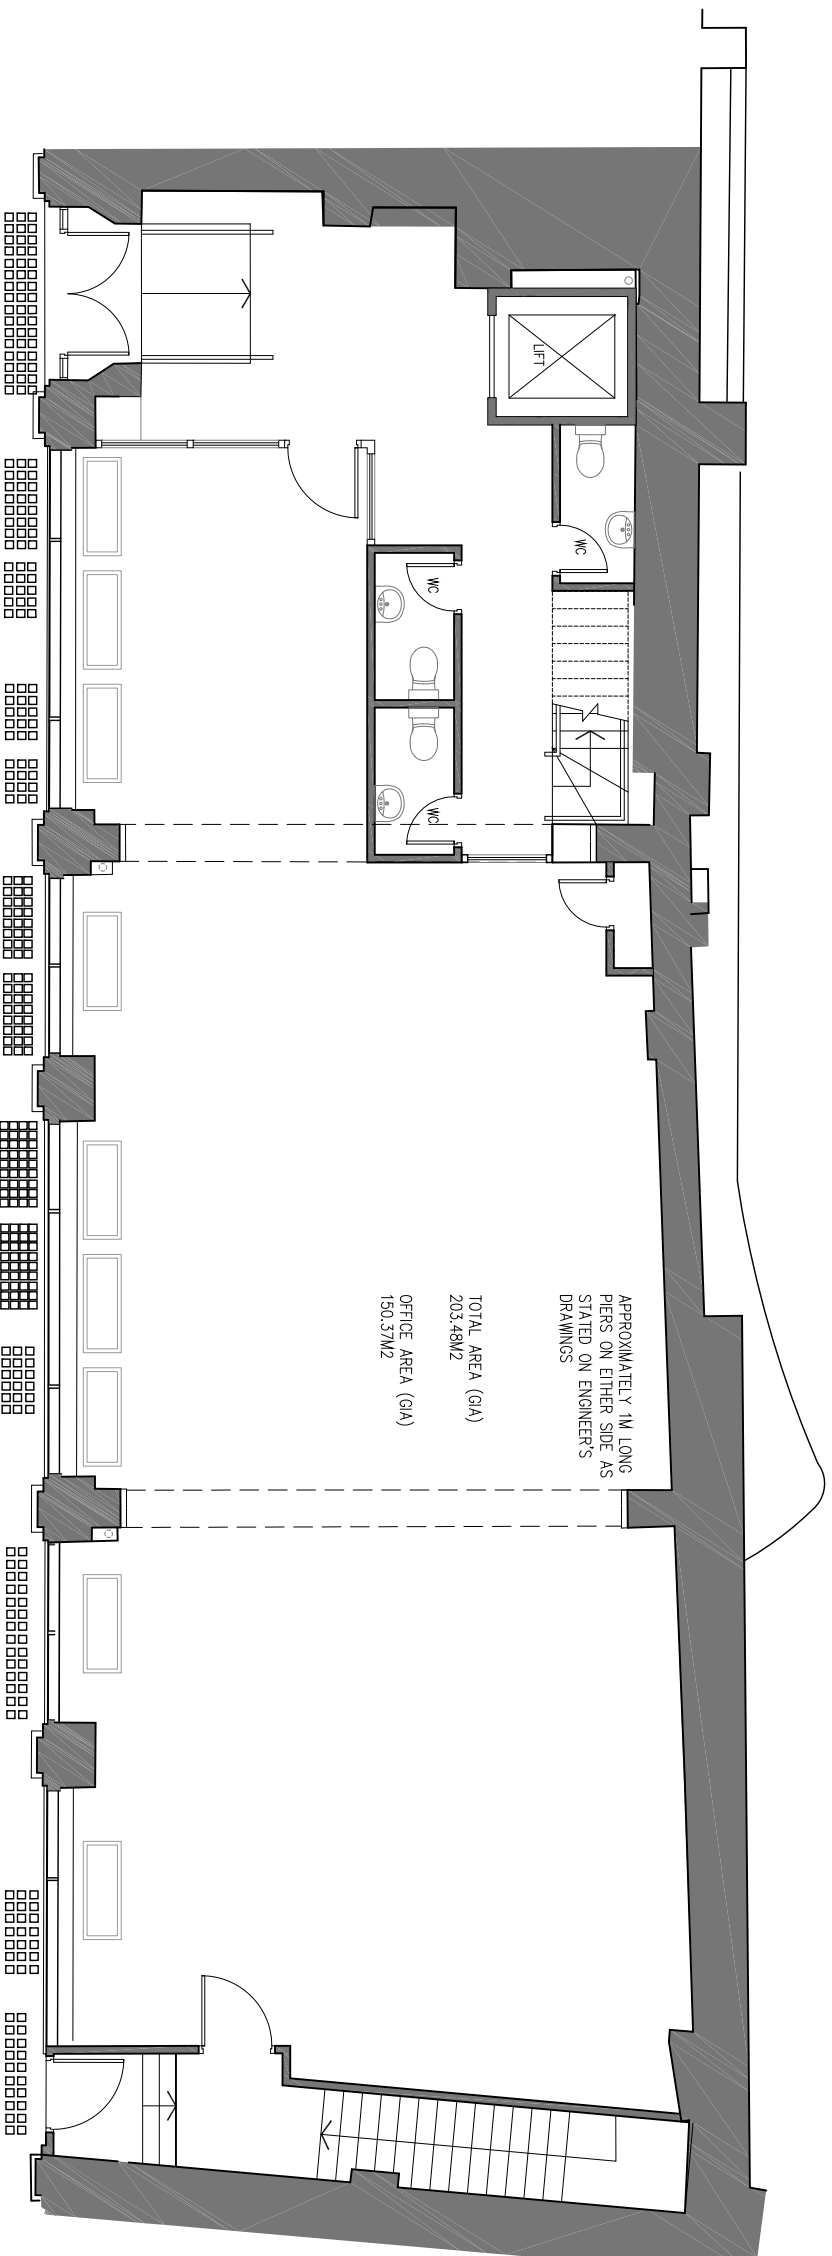 LIFT
WC
WC
WC
APPROXIMATELY 1M LONG
PIERS ON EITHER SIDE AS
STATED ON ENGINEER'S
DRAWINGS
TOTAL AREA (GIA)
203.48M2
OFFICE AREA (GIA)
150.37M2